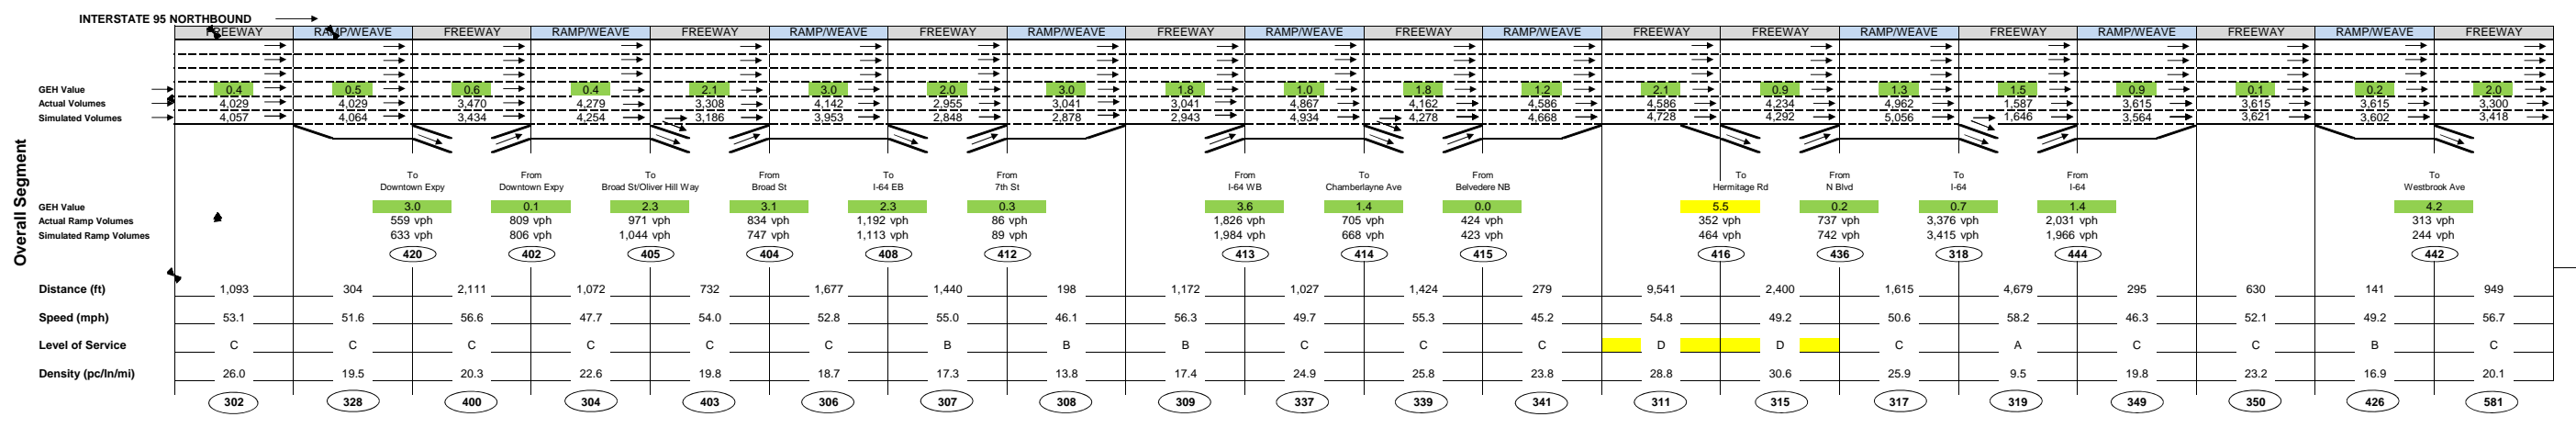 INTERSTATE 95 NORTHBOUND
FREEWAY RAMP/WEAVE FREEWAY RAMP/WEAVE FREEWAY RAMP/WEAVE FREEWAY RAMP/WEAVE FREEWAY RAMP/WEAVE FREEWAY RAMP/WEAVE FREEWAY FREEWAY RAMP/WEAVE FREEWAY RAMP/WEAVE FREEWAY RAMP/WEAVE FREEWAY
GEH Value 0.4 0.5 0.6 0.4 2.1 3.0 2.0 3.0 1.8 1.0 1.8 1.2 2.1 0.9 1.3 1.5 0.9 0.1 0.2 2.0
Actual Volumes 4,029 4,029 3,470 4,279 3,308 4,142 2,955 3,041 3,041 4,867 4,162 4,586 4,586 4,234 4,962 1,587 3,615 3,615 3,615 3,300
Simulated Volumes 4,057 4,064 3,434 4,254 3,186 3,953 2,848 2,878 2,943 4,934 4,278 4,668 4,728 4,292 5,056 1,646 3,564 3,621 3,602 3,418
Overall Segment
To From To From To From From To From To From To From To
Downtown Expy Downtown Expy Broad St/Oliver Hill Way Broad St I-64 EB 7th St I-64 WB Chamberlayne Ave Belvedere NB Hermitage Rd N Blvd I-64 I-64 Westbrook Ave
GEH Value 3.0 0.1 2.3 3.1 2.3 0.3 3.6 1.4 0.0 5.5 0.2 0.7 1.4 4.2
Actual Ramp Volumes 559 vph 809 vph 971 vph 834 vph 1,192 vph 86 vph 1,826 vph 705 vph 424 vph 352 vph 737 vph 3,376 vph 2,031 vph 313 vph
Simulated Ramp Volumes 633 vph 806 vph 1,044 vph 747 vph 1,113 vph 89 vph 1,984 vph 668 vph 423 vph 464 vph 742 vph 3,415 vph 1,966 vph 244 vph
420 402 405 404 408 412 413 414 415 416 436 318 444 442
Distance (ft) 1,093 304 2,111 1,072 732 1,677 1,440 198 1,172 1,027 1,424 279 9,541 2,400 1,615 4,679 295 630 141 949
Speed (mph) 53.1 51.6 56.6 47.7 54.0 52.8 55.0 46.1 56.3 49.7 55.3 45.2 54.8 49.2 50.6 58.2 46.3 52.1 49.2 56.7
Level of Service C C C C C C B B B C C C D D C A C C B C
Density (pc/ln/mi) 26.0 19.5 20.3 22.6 19.8 18.7 17.3 13.8 17.4 24.9 25.8 23.8 28.8 30.6 25.9 9.5 19.8 23.2 16.9 20.1
302 328 400 304 403 306 307 308 309 337 339 341 311 315 317 319 349 350 426 581